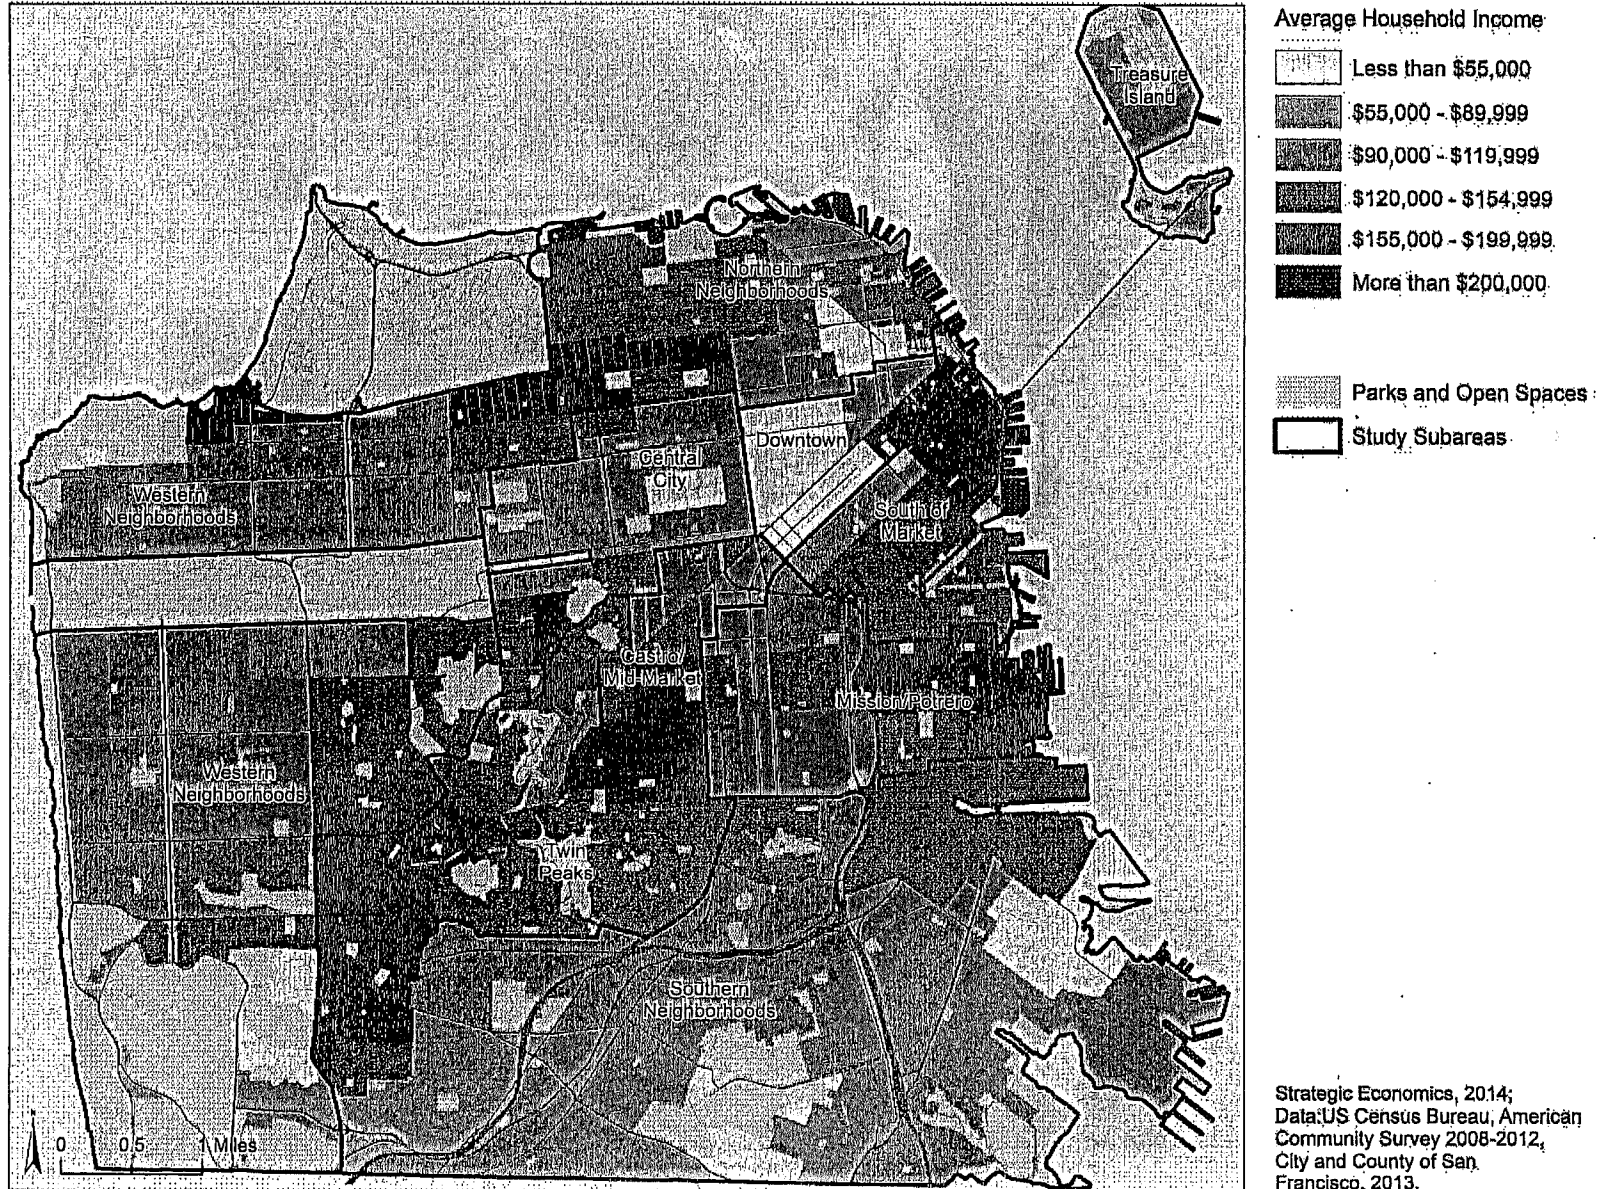 Average Household Income
Less than $55,000
$55,000 - $89,999
$90,000 - $119,999
$120,000 - $154,999
$155,000 - $199,999
More than $200,000
Parks and Open Spaces
Study Subareas
Treasure
Island
Northern
Neighborhoods
Downtown
Central
City
Western
Neighborhoods
South of
Market
Castro/
Mid-Market
Mission/Potrero
Western
Neighborhoods
Twin
Peaks
Southern
Neighborhoods
0 0.5 1 Miles
Strategic Economics, 2014;
Data:US Census Bureau, American
Community Survey 2008-2012,
City and County of San
Francisco, 2013.